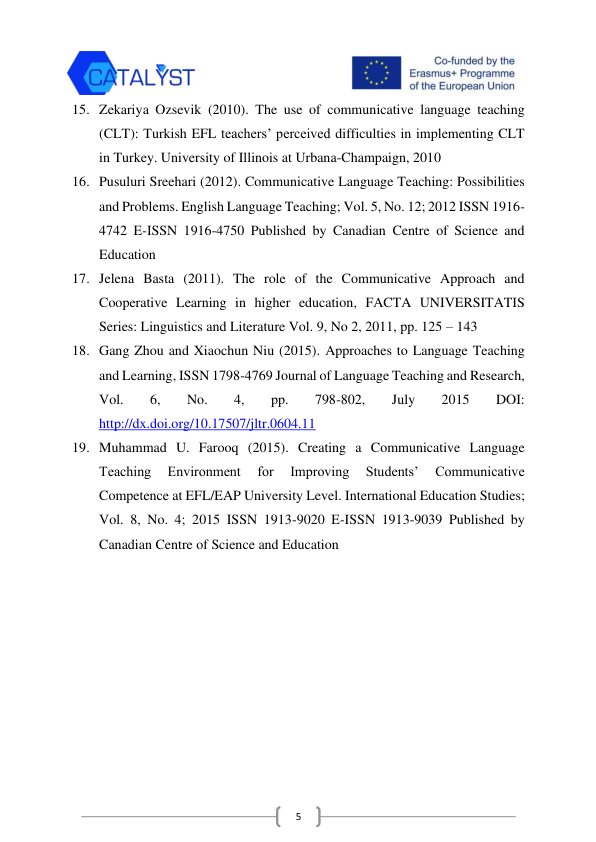 CATALYST
Co-funded by the
Erasmus+ Programme
of the European Union
15. Zekariya Ozsevik (2010). The use of communicative language teaching
(CLT): Turkish EFL teachers’ perceived difficulties in implementing CLT
in Turkey. University of Illinois at Urbana-Champaign, 2010
16. Pusuluri Sreehari (2012). Communicative Language Teaching: Possibilities
and Problems. English Language Teaching; Vol. 5, No. 12; 2012 ISSN 1916-
4742 E-ISSN 1916-4750 Published by Canadian Centre of Science and
Education
17. Jelena Basta (2011). The role of the Communicative Approach and
Cooperative Learning in higher education, FACTA UNIVERSITATIS
Series: Linguistics and Literature Vol. 9, No 2, 2011, pp. 125 – 143
18. Gang Zhou and Xiaochun Niu (2015). Approaches to Language Teaching
and Learning, ISSN 1798-4769 Journal of Language Teaching and Research,
Vol. 6, No. 4, pp. 798-802, July 2015 DOI:
http://dx.doi.org/10.17507/jltr.0604.11
19. Muhammad U. Farooq (2015). Creating a Communicative Language
Teaching Environment for Improving Students’ Communicative
Competence at EFL/EAP University Level. International Education Studies;
Vol. 8, No. 4; 2015 ISSN 1913-9020 E-ISSN 1913-9039 Published by
Canadian Centre of Science and Education
5